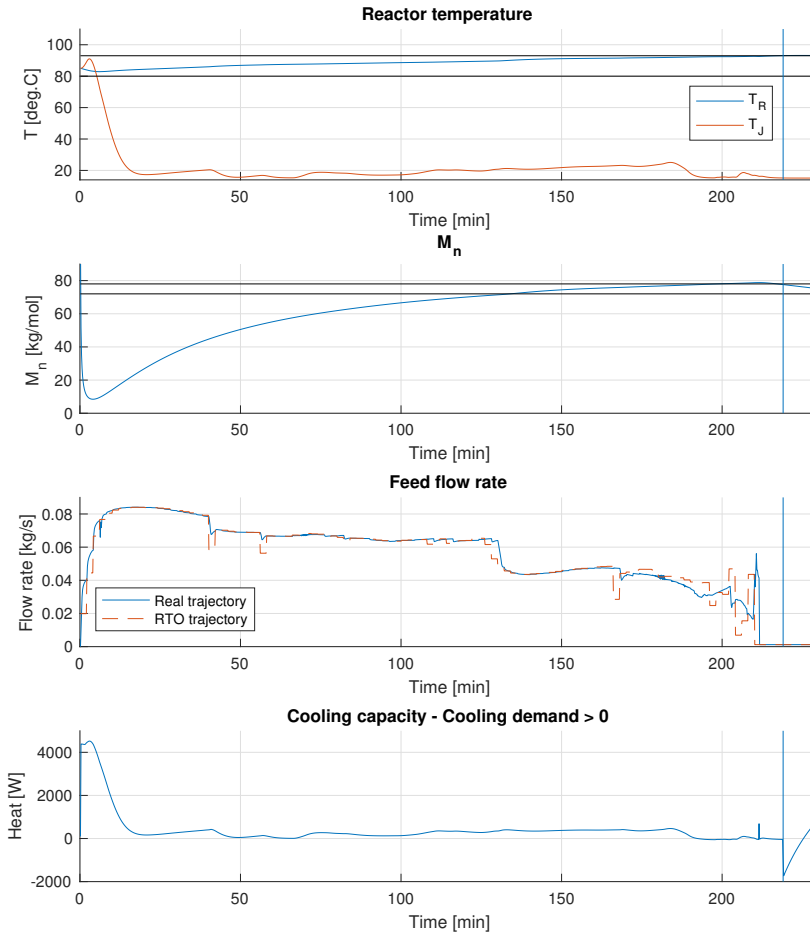 Reactor temperature
100
80
60
40
20
T [deg.C]
T_R
T_J
0
50
100
150
200
Time [min]
M_n
80
60
40
20
0
M_n [kg/mol]
0
50
100
150
200
Time [min]
Feed flow rate
0.08
0.06
0.04
0.02
0
Flow rate [kg/s]
Real trajectory
RTO trajectory
0
50
100
150
200
Time [min]
Cooling capacity - Cooling demand > 0
4000
2000
0
-2000
Heat [W]
0
50
100
150
200
Time [min]